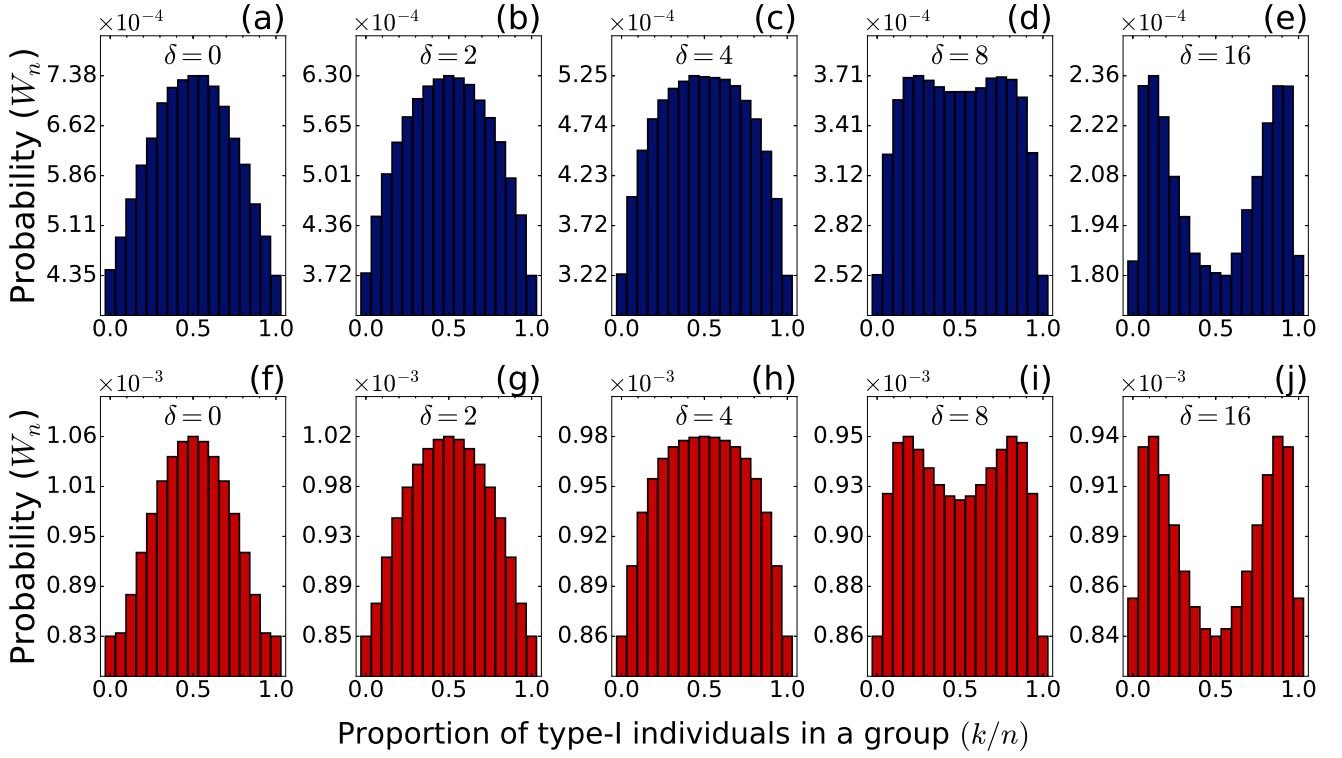 ×10⁻⁴ (a) ×10⁻⁴ (b) ×10⁻⁴ (c) ×10⁻⁴ (d) ×10⁻⁴ (e)
δ = 0 δ = 2 δ = 4 δ = 8 δ = 16
Probability (Wₙ)
7.38 6.30 5.25 3.71 2.36
6.62 5.65 4.74 3.41 2.22
5.86 5.01 4.23 3.12 2.08
5.11 4.36 3.72 2.82 1.94
4.35 3.72 3.22 2.52 1.80
0.0 0.5 1.0 0.0 0.5 1.0 0.0 0.5 1.0 0.0 0.5 1.0 0.0 0.5 1.0
×10⁻³ (f) ×10⁻³ (g) ×10⁻³ (h) ×10⁻³ (i) ×10⁻³ (j)
δ = 0 δ = 2 δ = 4 δ = 8 δ = 16
Probability (Wₙ)
1.06 1.02 0.98 0.95 0.94
1.01 0.98 0.95 0.93 0.91
0.95 0.93 0.92 0.90 0.89
0.89 0.89 0.89 0.88 0.86
0.83 0.85 0.86 0.86 0.84
0.0 0.5 1.0 0.0 0.5 1.0 0.0 0.5 1.0 0.0 0.5 1.0 0.0 0.5 1.0
Proportion of type-I individuals in a group (k/n)